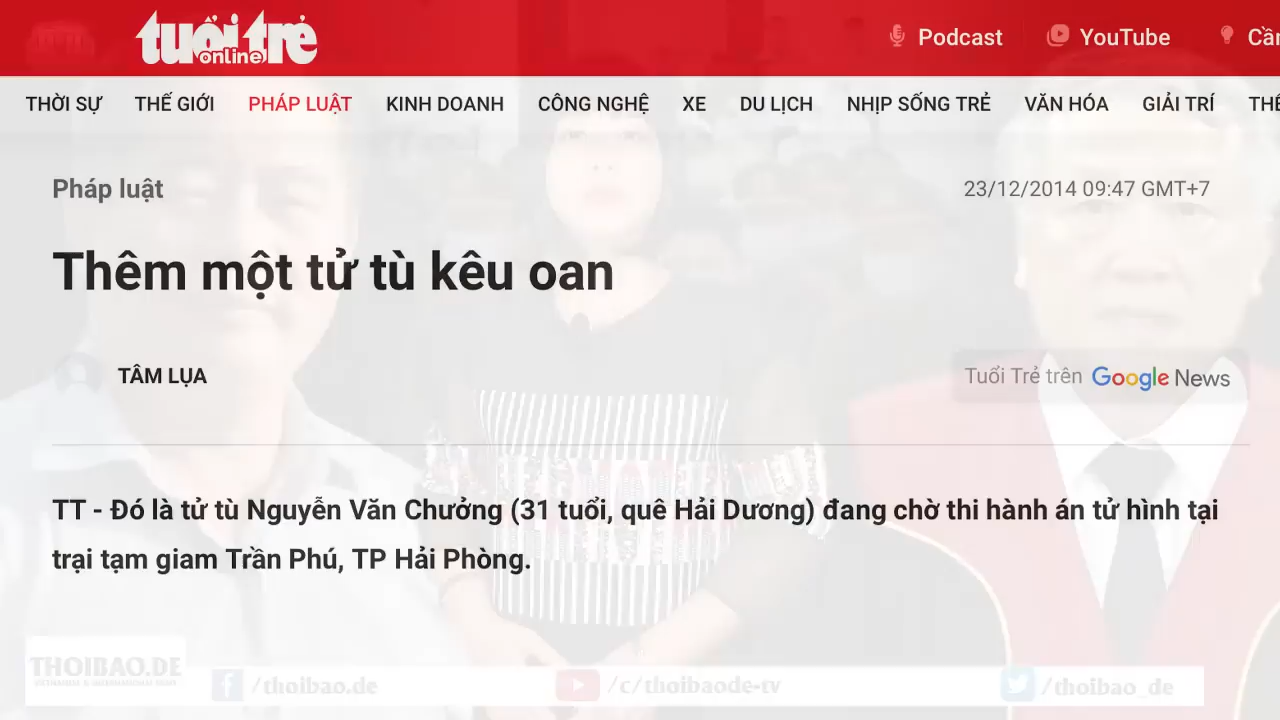 tuổi trẻ online
Podcast YouTube
THỜI SỰ THẾ GIỚI PHÁP LUẬT KINH DOANH CÔNG NGHỆ XE DU LỊCH NHỊP SỐNG TRẺ VĂN HÓA GIẢI TRÍ
Pháp luật 23/12/2014 09:47 GMT+7
Thêm một tử tù kêu oan
TÂM LỤA Tuổi Trẻ trên Google News
TT - Đó là tử tù Nguyễn Văn Chưởng (31 tuổi, quê Hải Dương) đang chờ thi hành án tử hình tại
trại tạm giam Trần Phú, TP Hải Phòng.
THOIBAO.DE
/thoibao.de /c/thoibaode-tv /thoibao_de